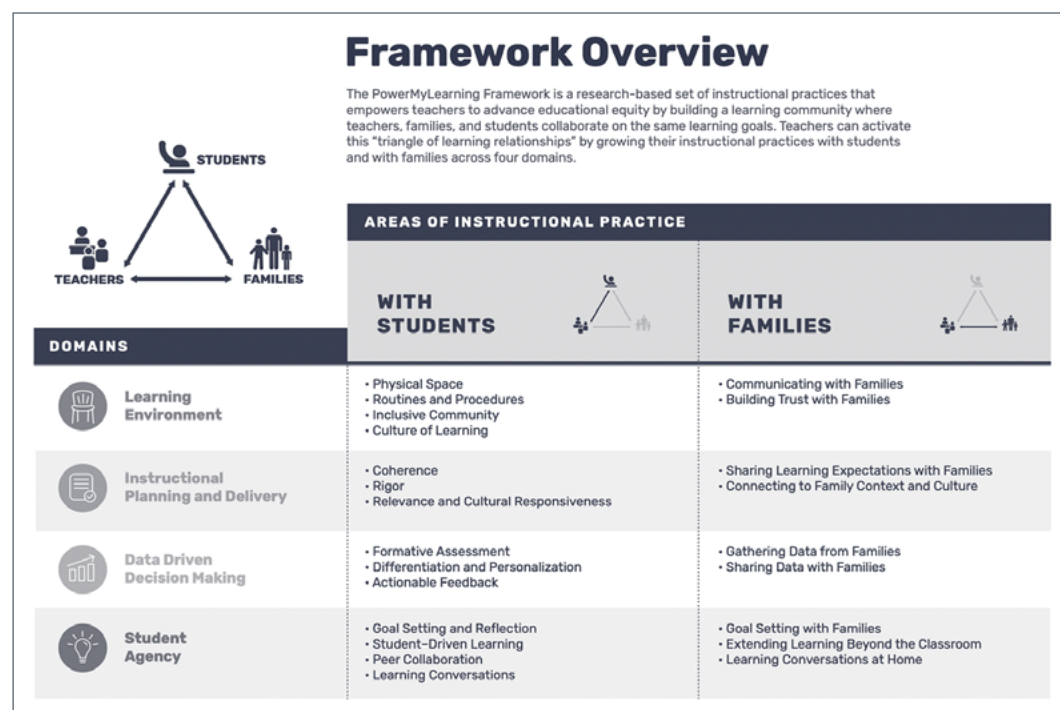 Framework Overview
The PowerMyLearning Framework is a research-based set of instructional practices that
empowers teachers to advance educational equity by building a learning community where
teachers, families, and students collaborate on the same learning goals. Teachers can activate
this “triangle of learning relationships” by growing their instructional practices with students
and with families across four domains.
STUDENTS
TEACHERS
FAMILIES
AREAS OF INSTRUCTIONAL PRACTICE
WITH
STUDENTS
WITH
FAMILIES
DOMAINS
Learning
Environment
• Physical Space
• Routines and Procedures
• Inclusive Community
• Culture of Learning
• Communicating with Families
• Building Trust with Families
Instructional
Planning and Delivery
• Coherence
• Rigor
• Relevance and Cultural Responsiveness
• Sharing Learning Expectations with Families
• Connecting to Family Context and Culture
Data Driven
Decision Making
• Formative Assessment
• Differentiation and Personalization
• Actionable Feedback
• Gathering Data from Families
• Sharing Data with Families
Student
Agency
• Goal Setting and Reflection
• Student–Driven Learning
• Peer Collaboration
• Learning Conversations
• Goal Setting with Families
• Extending Learning Beyond the Classroom
• Learning Conversations at Home